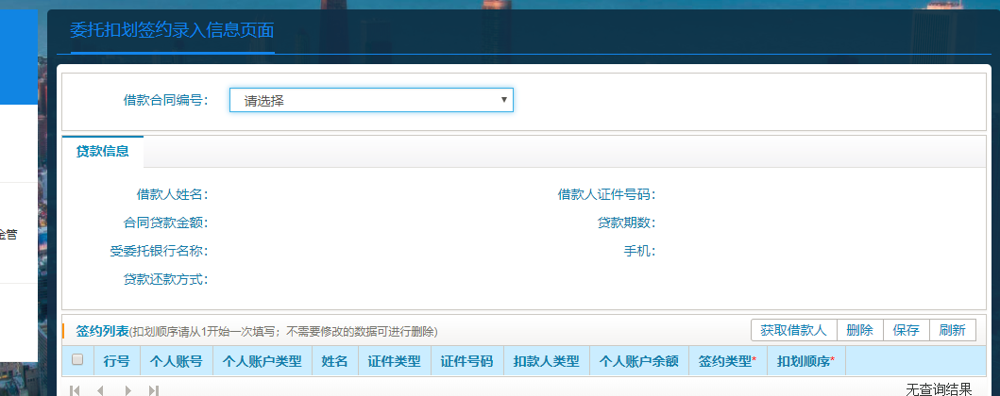 委托扣划签约录入信息页面
借款合同编号： 请选择
贷款信息
借款人姓名： 借款人证件号码：
合同贷款金额： 贷款期数：
金管
受委托银行名称： 手机：
贷款还款方式：
签约列表(扣划顺序请从1开始一次填写；不需要修改的数据可进行删除) 获取借款人 删除 保存 刷新
行号 个人账号 个人账户类型 姓名 证件类型 证件号码 扣款人类型 个人账户余额 签约类型* 扣划顺序*
无查询结果